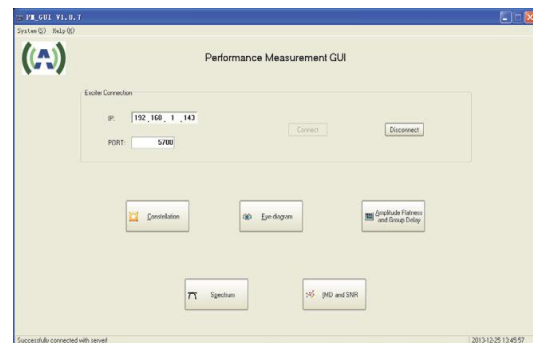 PM_GUI V1.0.7
System(S) Help(H)
(A)
Performance Measurement GUI
Exciter Connection
IP: 192 .168 . 1 .143
Connect
Disconnect
PORT: 5700
Constellation
Eye-diagram
Amplitude Flatness
and Group Delay
Spectrum
IMD and SNR
Successfully connected with server!
2013-12-25 13:45:57